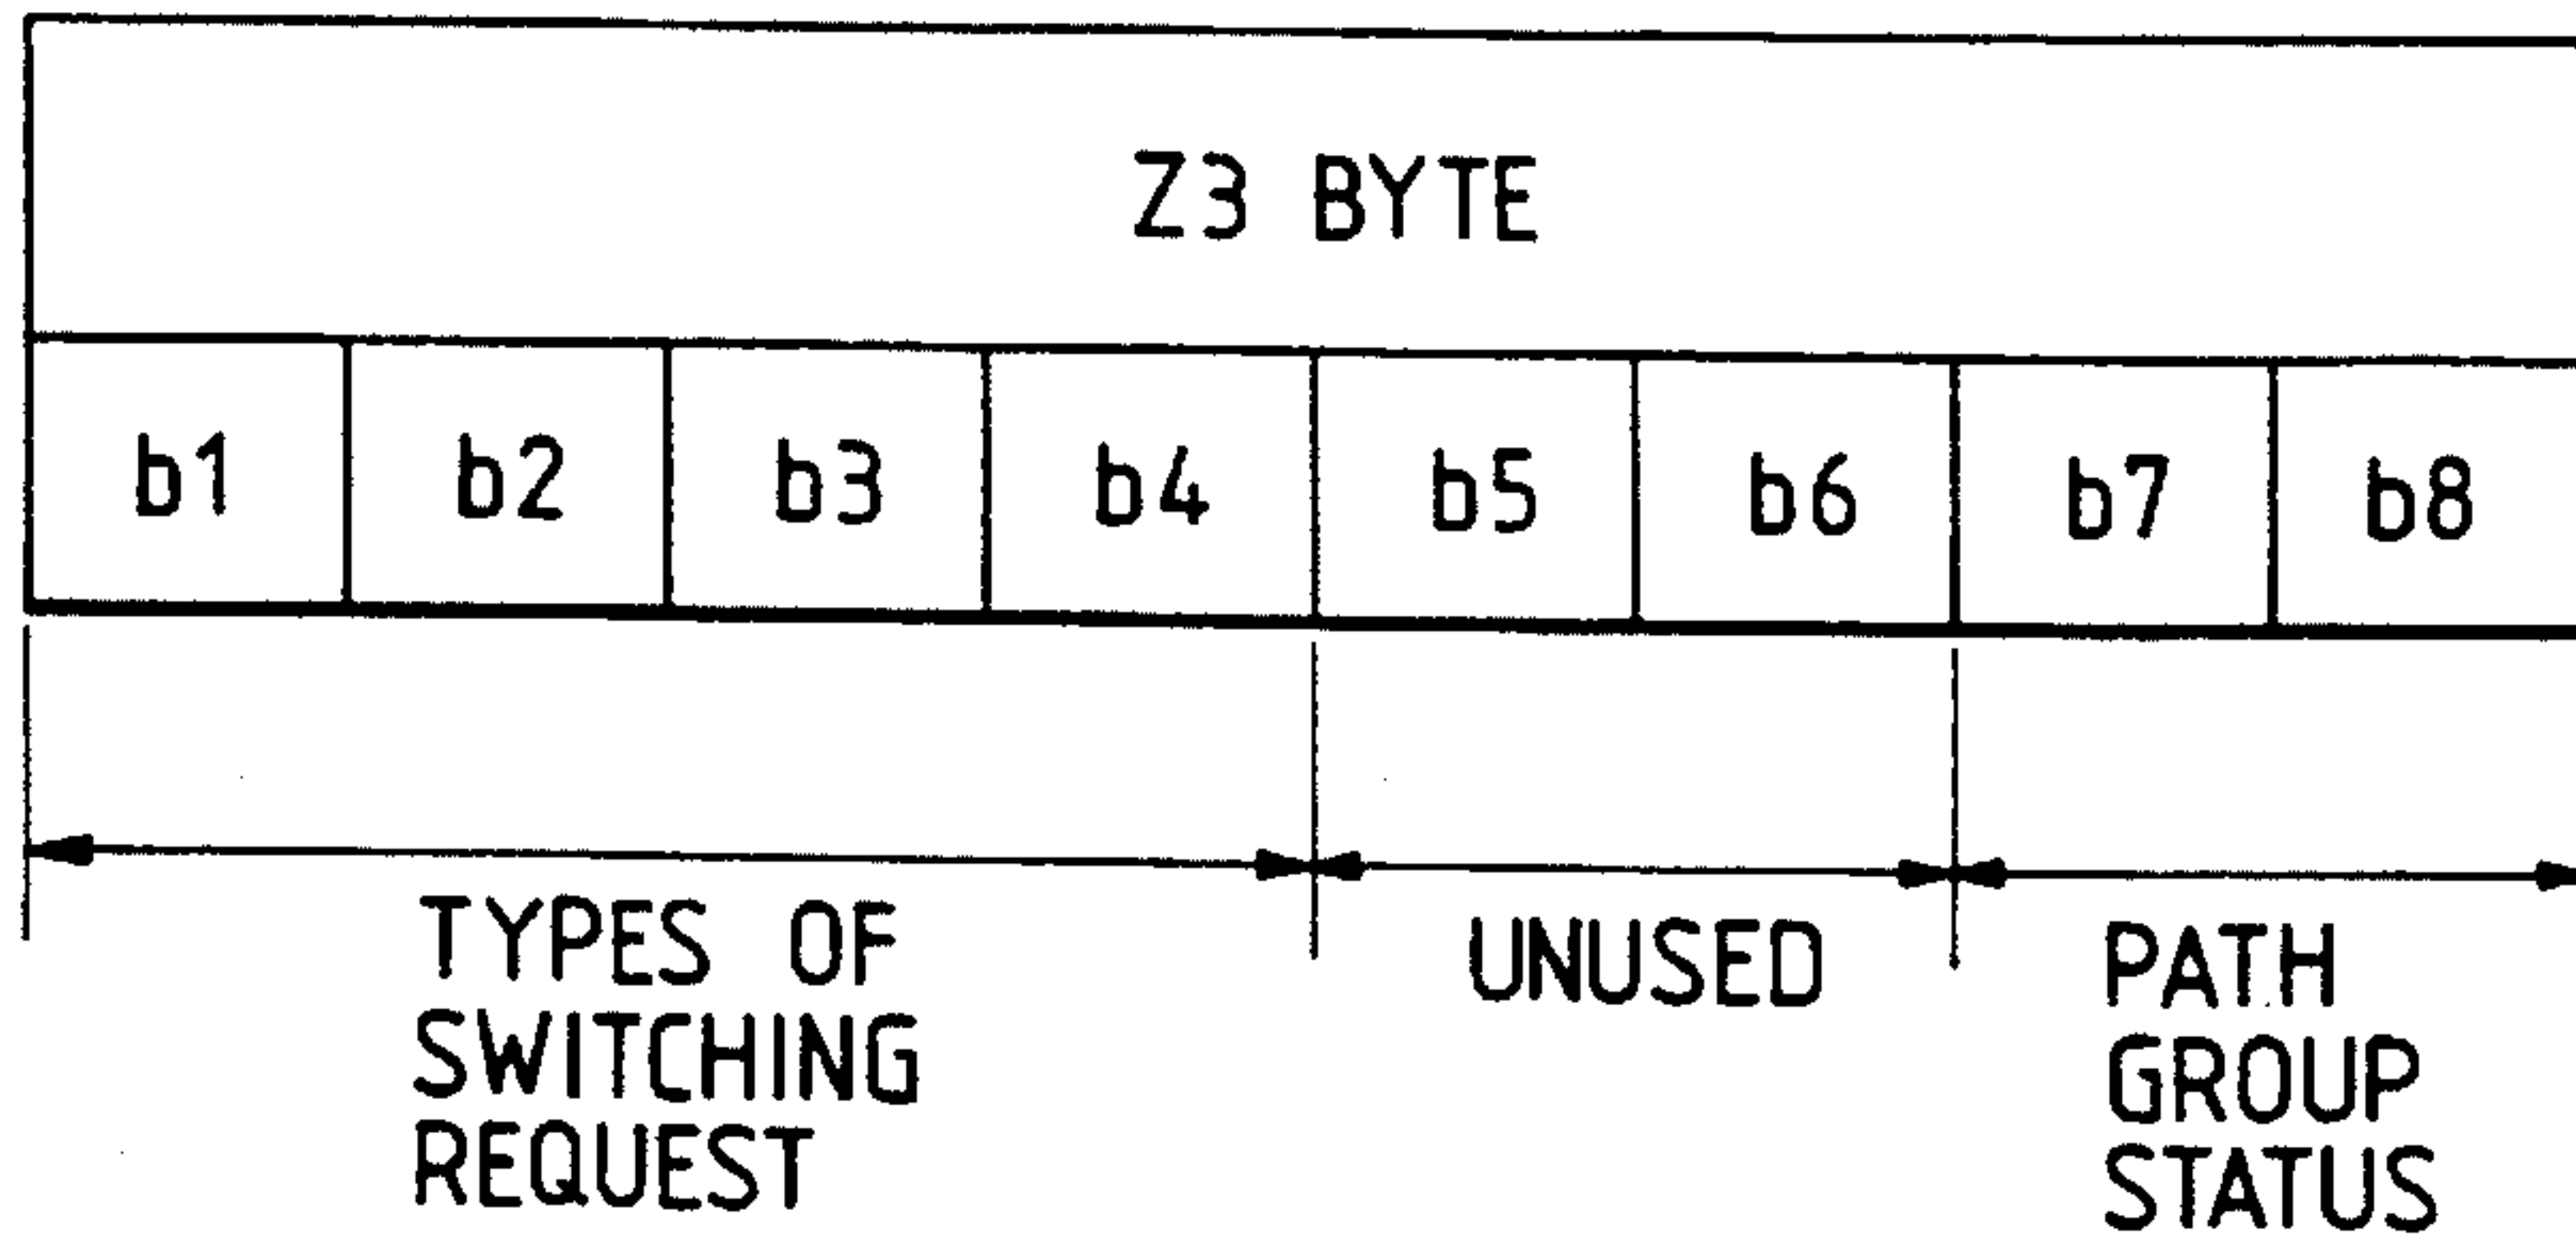 Z3 BYTE
b1 b2 b3 b4 b5 b6 b7 b8
TYPES OF
SWITCHING
REQUEST
UNUSED
PATH
GROUP
STATUS